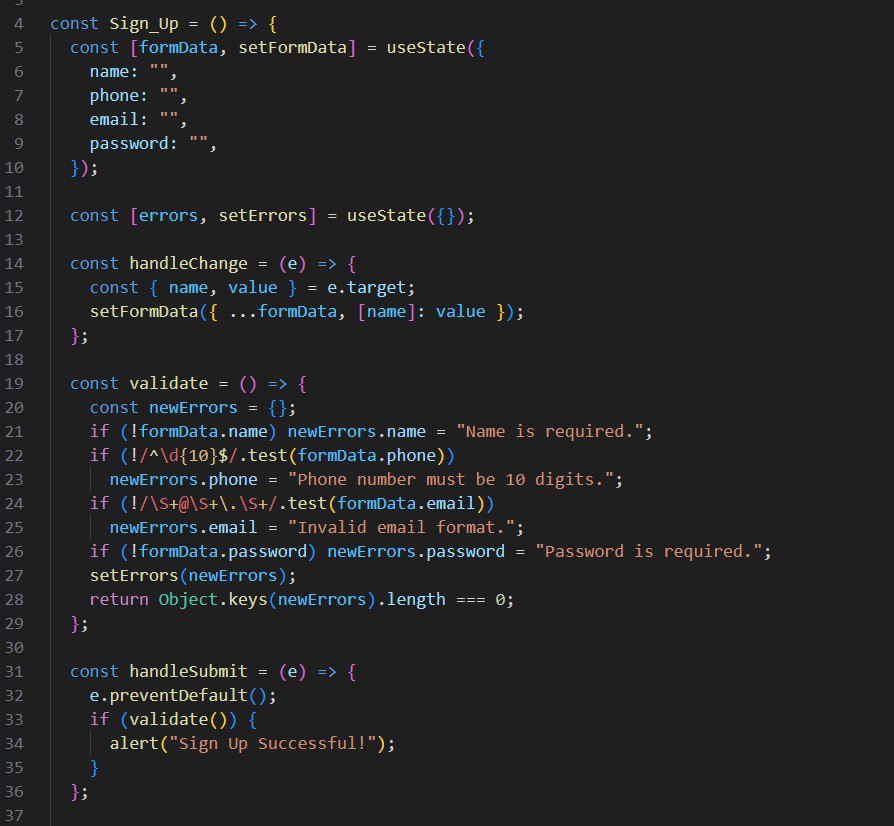 4 const Sign_Up = () => {
5   const [formData, setFormData] = useState({
6     name: "",
7     phone: "",
8     email: "",
9     password: "",
10   });
11
12   const [errors, setErrors] = useState({});
13
14   const handleChange = (e) => {
15     const { name, value } = e.target;
16     setFormData({ ...formData, [name]: value });
17   };
18
19   const validate = () => {
20     const newErrors = {};
21     if (!formData.name) newErrors.name = "Name is required.";
22     if (!/^\d{10}$/.test(formData.phone))
23       newErrors.phone = "Phone number must be 10 digits.";
24     if (!/\S+@\S+\.\S+/.test(formData.email))
25       newErrors.email = "Invalid email format.";
26     if (!formData.password) newErrors.password = "Password is required.";
27     setErrors(newErrors);
28     return Object.keys(newErrors).length === 0;
29   };
30
31   const handleSubmit = (e) => {
32     e.preventDefault();
33     if (validate()) {
34       alert("Sign Up Successful!");
35     }
36   };
37